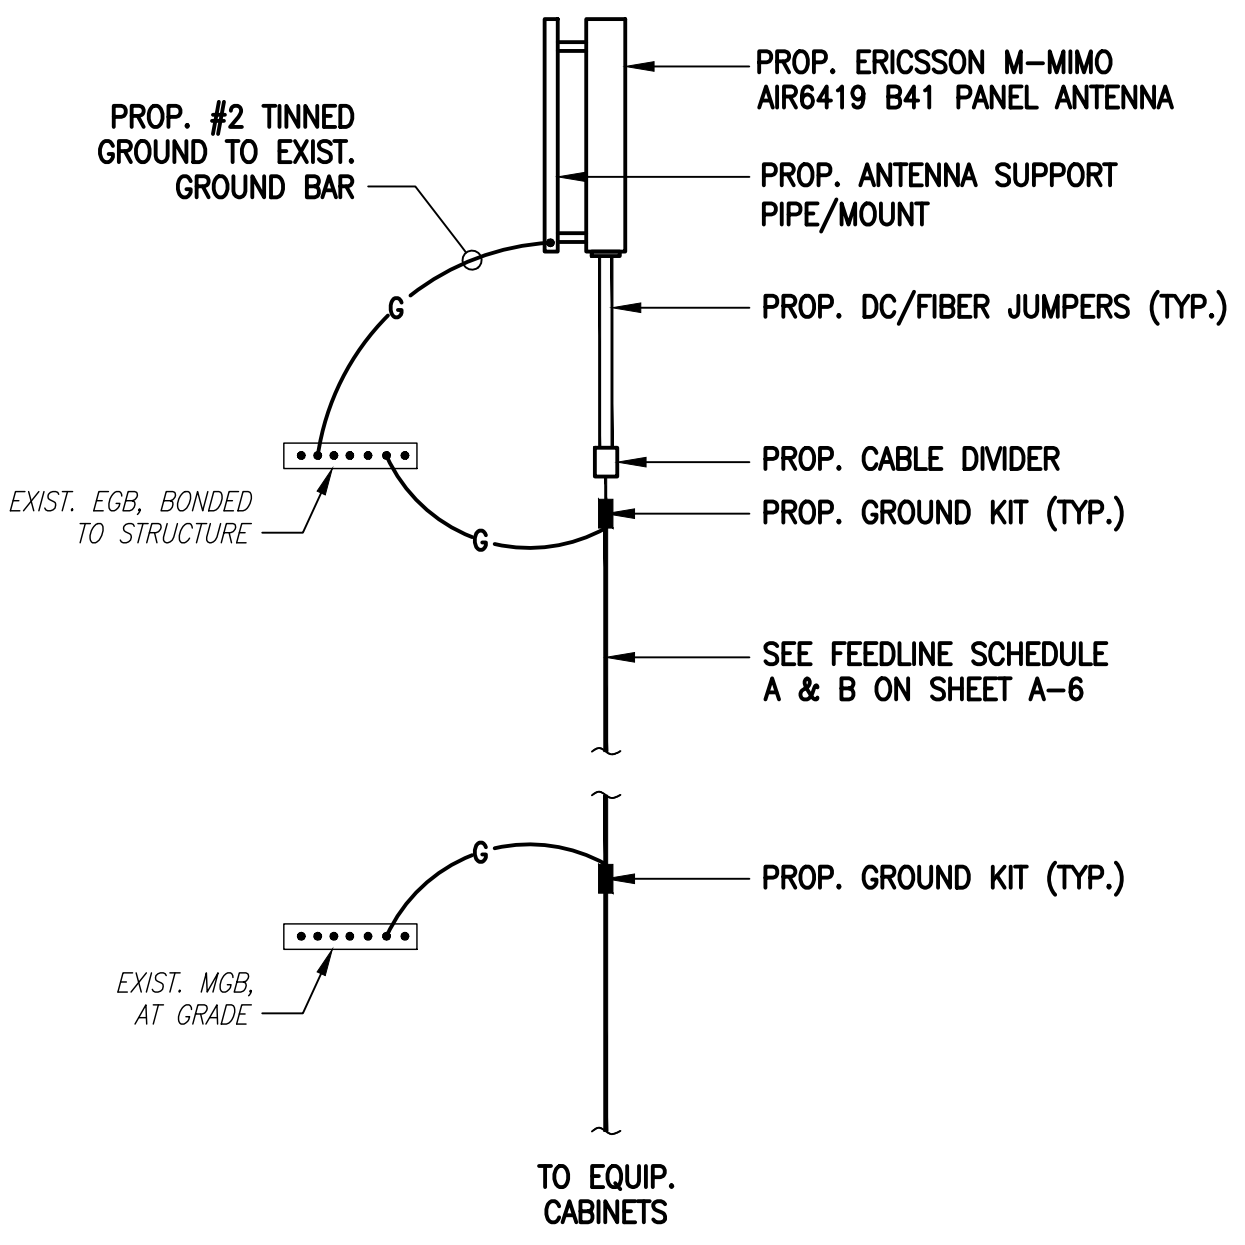 PROP. ERICSSON M-MIMO
AIR6419 B41 PANEL ANTENNA
PROP. #2 TINNED
GROUND TO EXIST.
GROUND BAR
PROP. ANTENNA SUPPORT
PIPE/MOUNT
G
PROP. DC/FIBER JUMPERS (TYP.)
PROP. CABLE DIVIDER
EXIST. EGB, BONDED
TO STRUCTURE
PROP. GROUND KIT (TYP.)
G
SEE FEEDLINE SCHEDULE
A & B ON SHEET A-6
G
PROP. GROUND KIT (TYP.)
EXIST. MGB,
AT GRADE
TO EQUIP.
CABINETS